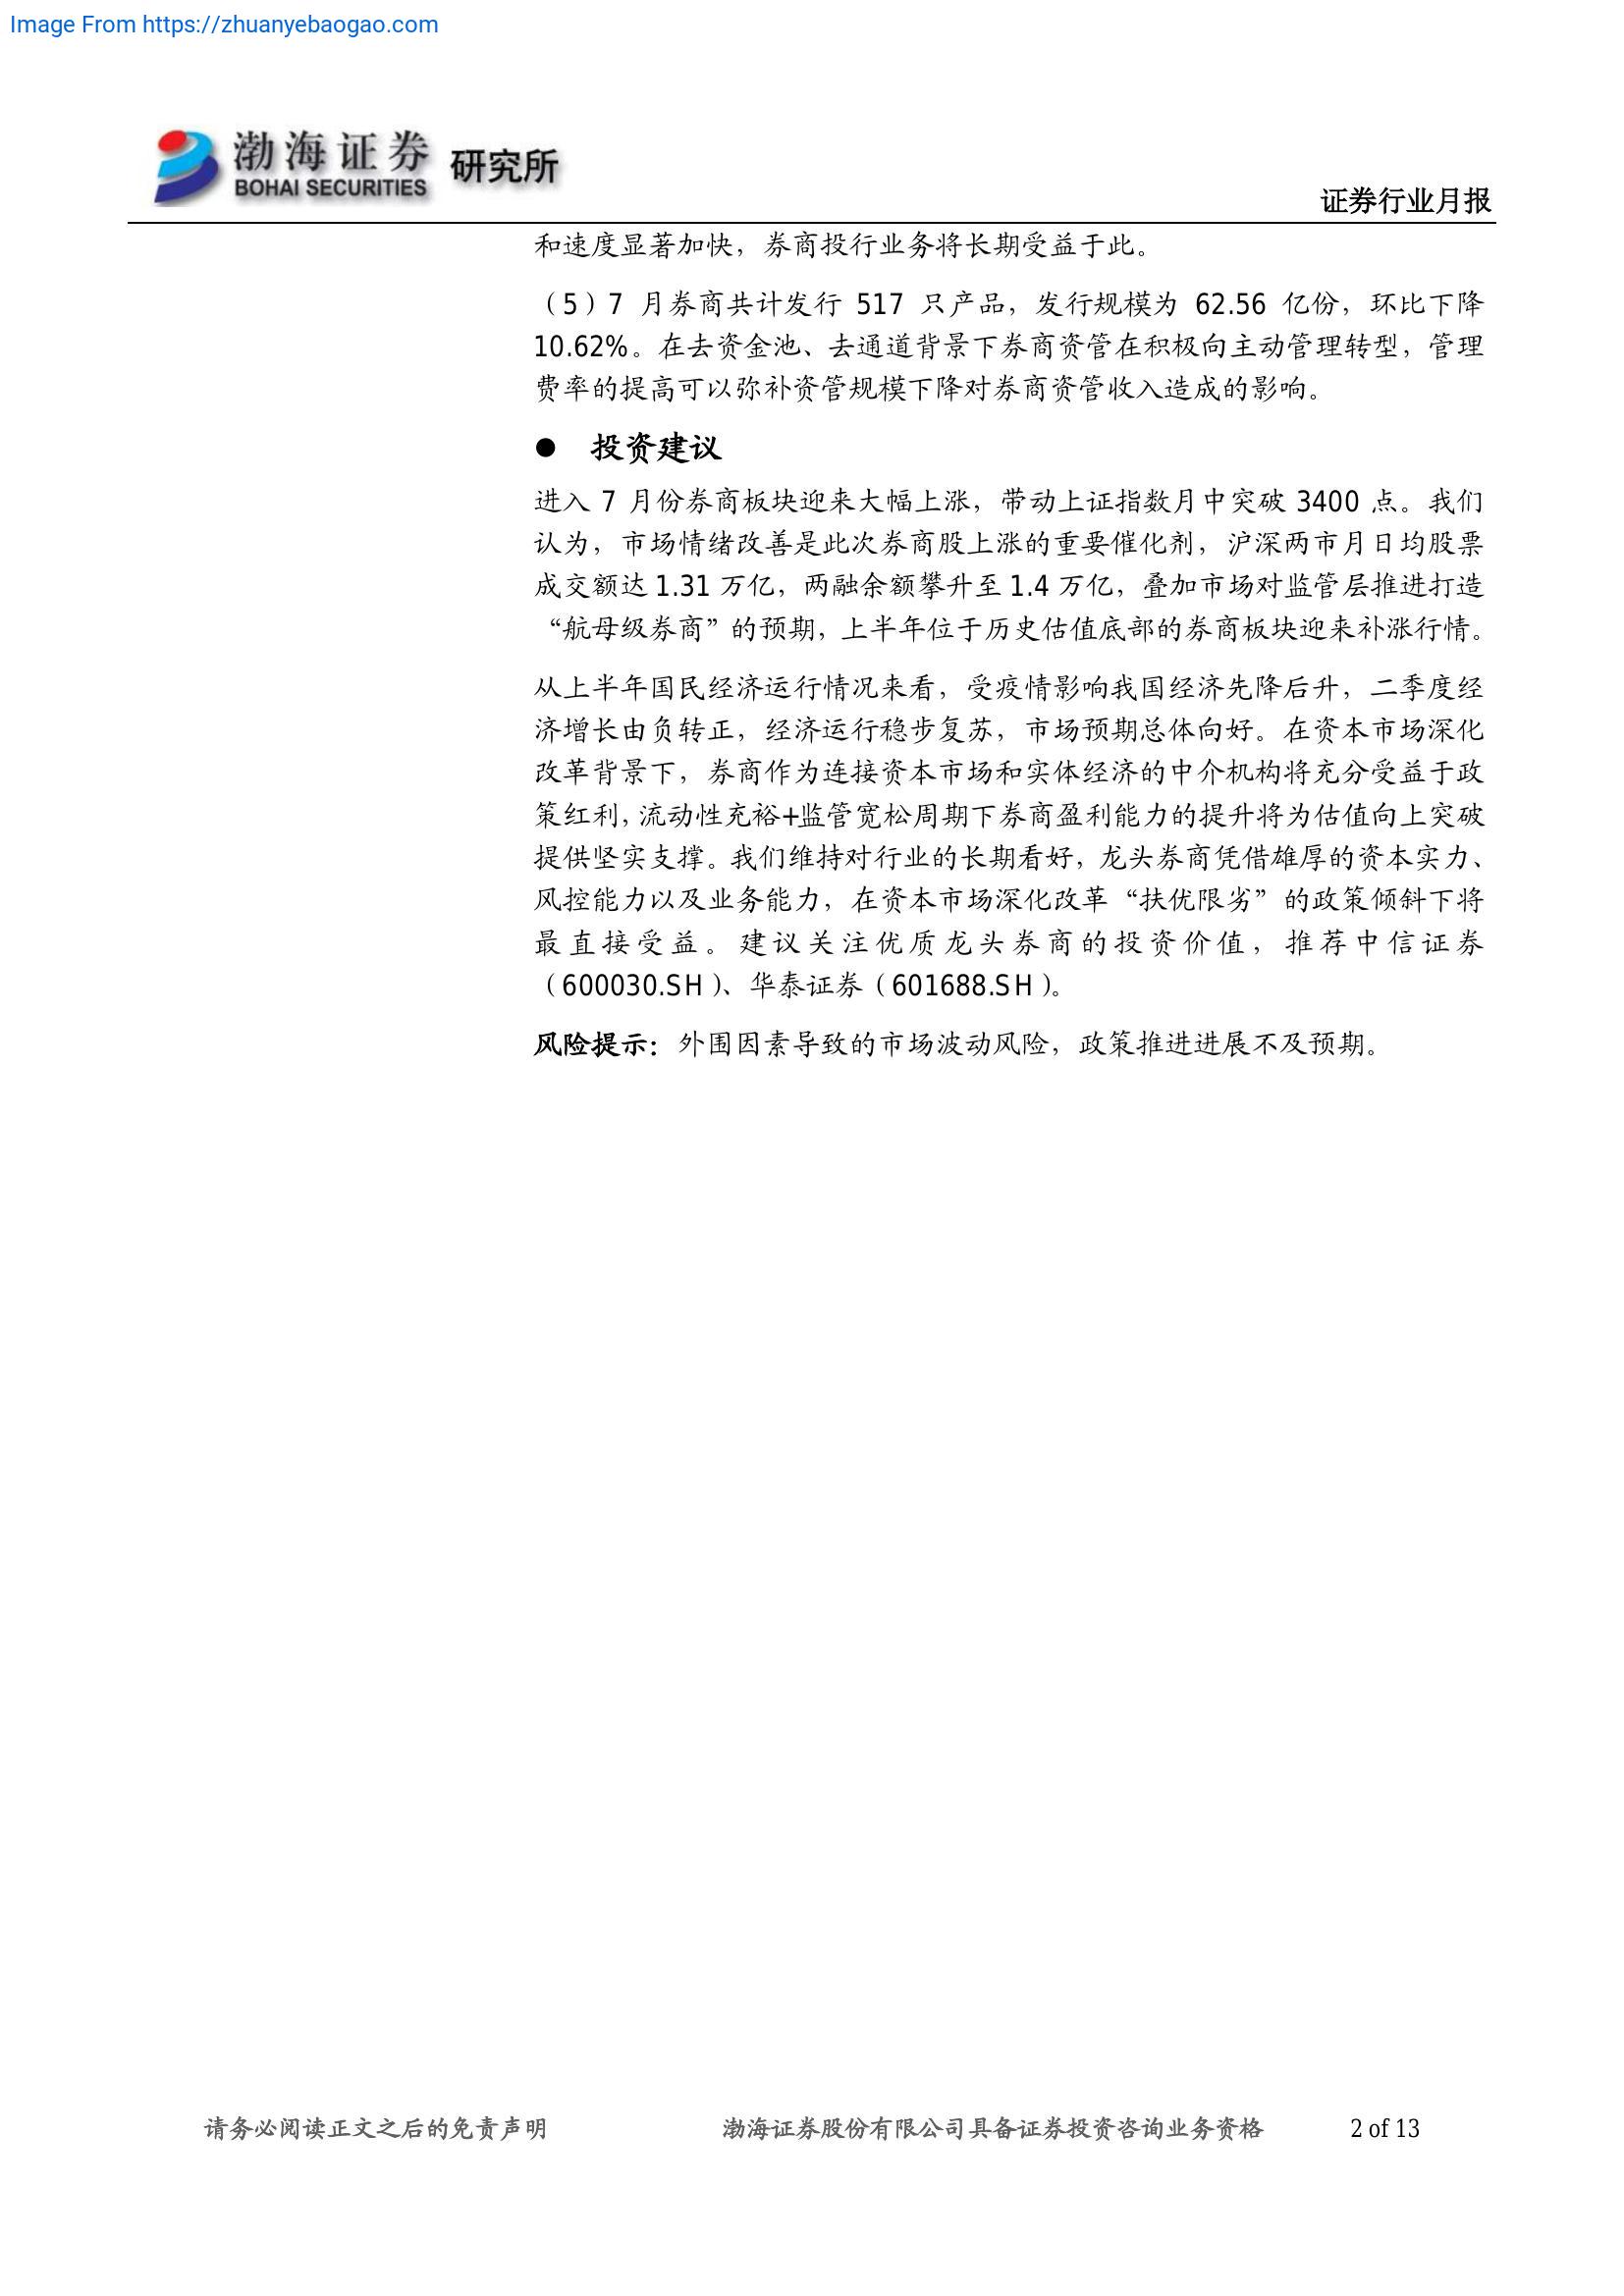 Image From https://zhuanyebaogao.com
渤海证券 研究所
BOHAI SECURITIES
证券行业月报
和速度显著加快，券商投行业务将长期受益于此。
（5）7 月券商共计发行 517 只产品，发行规模为 62.56 亿份，环比下降
10.62%。在去资金池、去通道背景下券商资管在积极向主动管理转型，管理
费率的提高可以弥补资管规模下降对券商资管收入造成的影响。
● 投资建议
进入 7 月份券商板块迎来大幅上涨，带动上证指数月中突破 3400 点。我们
认为，市场情绪改善是此次券商股上涨的重要催化剂，沪深两市月日均股票
成交额达 1.31 万亿，两融余额攀升至 1.4 万亿，叠加市场对监管层推进打造
“航母级券商”的预期，上半年位于历史估值底部的券商板块迎来补涨行情。
从上半年国民经济运行情况来看，受疫情影响我国经济先降后升，二季度经
济增长由负转正，经济运行稳步复苏，市场预期总体向好。在资本市场深化
改革背景下，券商作为连接资本市场和实体经济的中介机构将充分受益于政
策红利，流动性充裕+监管宽松周期下券商盈利能力的提升将为估值向上突破
提供坚实支撑。我们维持对行业的长期看好，龙头券商凭借雄厚的资本实力、
风控能力以及业务能力，在资本市场深化改革“扶优限劣”的政策倾斜下将
最直接受益。建议关注优质龙头券商的投资价值，推荐中信证券
（600030.SH）、华泰证券（601688.SH）。
风险提示：外围因素导致的市场波动风险，政策推进进展不及预期。
请务必阅读正文之后的免责声明 渤海证券股份有限公司具备证券投资咨询业务资格 2 of 13